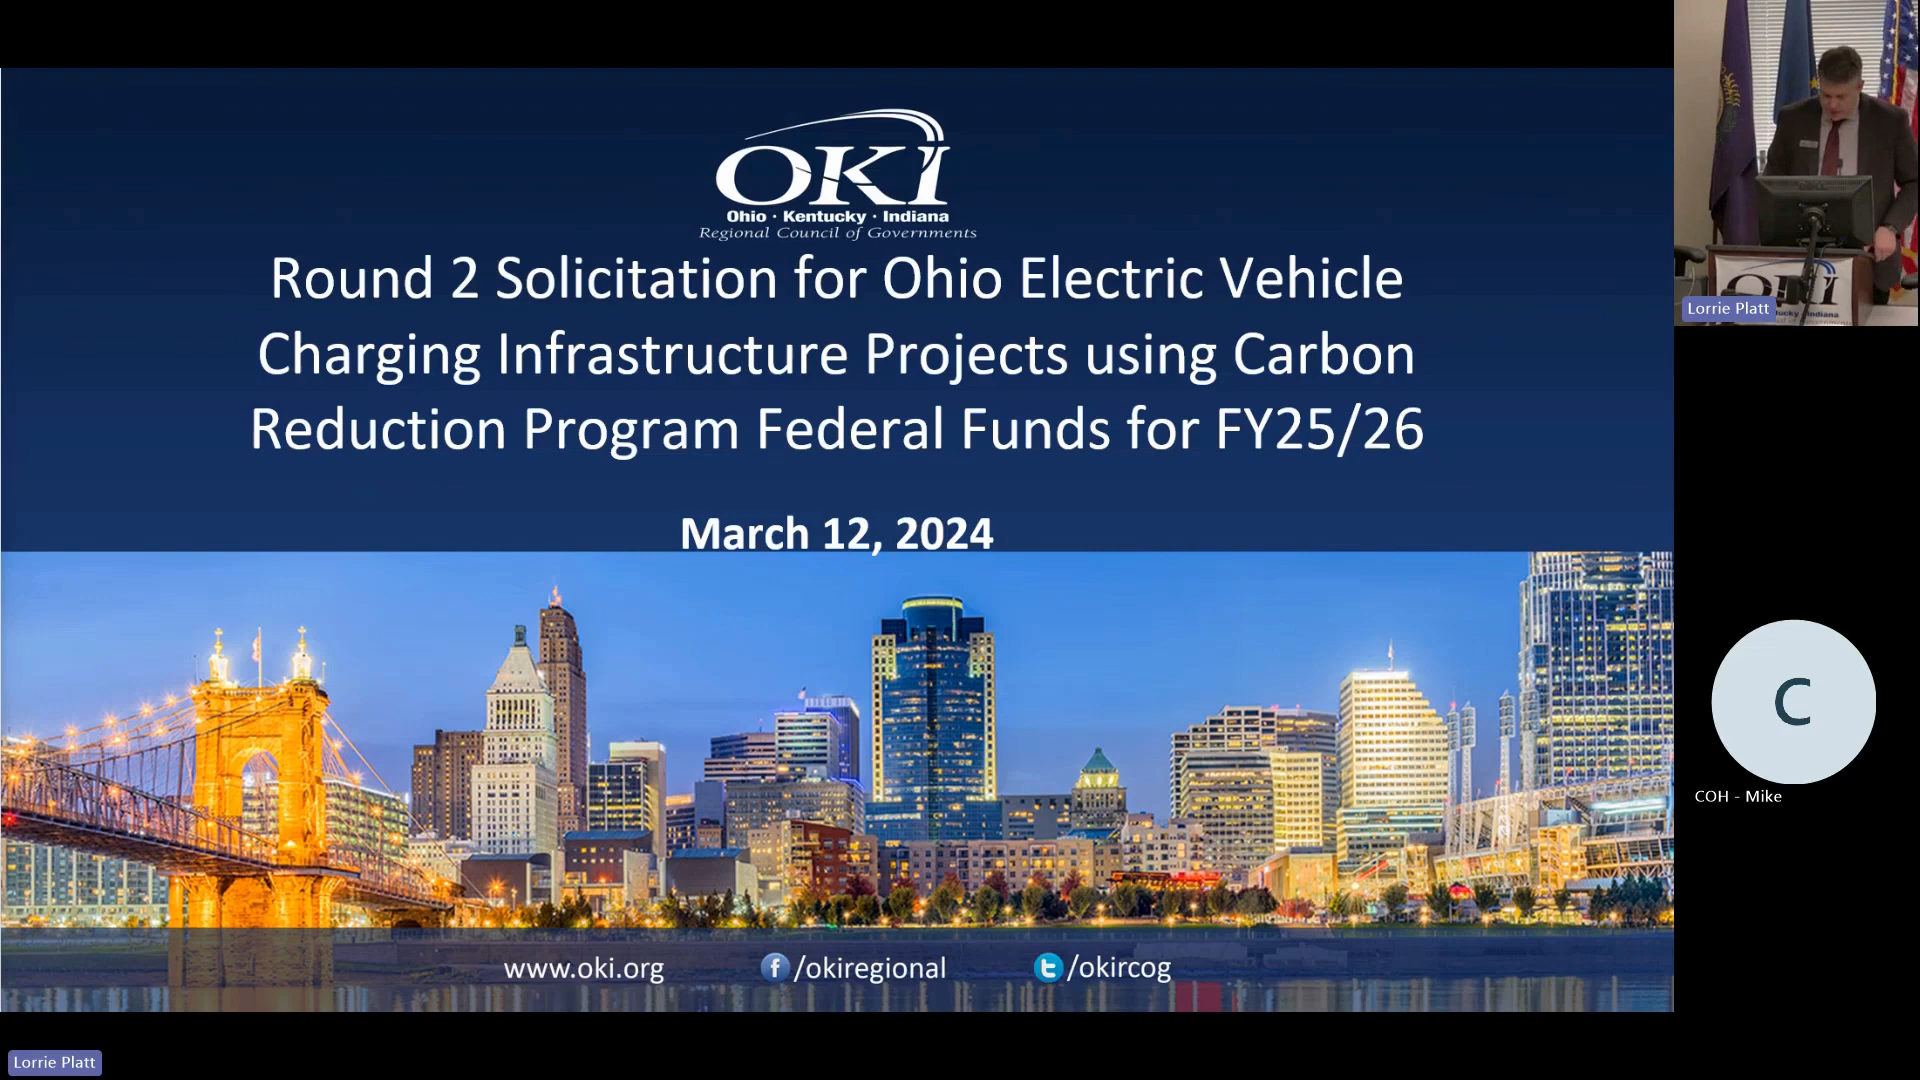 OKI
Ohio · Kentucky · Indiana
Regional Council of Governments
Round 2 Solicitation for Ohio Electric Vehicle
Charging Infrastructure Projects using Carbon
Reduction Program Federal Funds for FY25/26
March 12, 2024
www.oki.org
/okiregional
/okircog
Lorrie Platt
OKI
Indiana
Lorrie Platt
C
COH - Mike